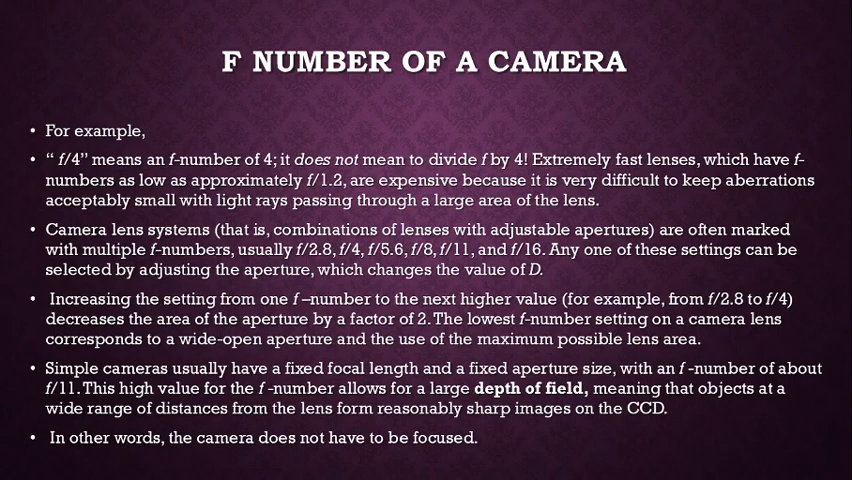 F NUMBER OF A CAMERA
• For example,
• “ f/4” means an f-number of 4; it does not mean to divide f by 4! Extremely fast lenses, which have f-
numbers as low as approximately f/1.2, are expensive because it is very difficult to keep aberrations
acceptably small with light rays passing through a large area of the lens.
• Camera lens systems (that is, combinations of lenses with adjustable apertures) are often marked
with multiple f-numbers, usually f/2.8, f/4, f/5.6, f/8, f/11, and f/16. Any one of these settings can be
selected by adjusting the aperture, which changes the value of D.
• Increasing the setting from one f –number to the next higher value (for example, from f/2.8 to f/4)
decreases the area of the aperture by a factor of 2. The lowest f-number setting on a camera lens
corresponds to a wide-open aperture and the use of the maximum possible lens area.
• Simple cameras usually have a fixed focal length and a fixed aperture size, with an f -number of about
f/11. This high value for the f -number allows for a large depth of field, meaning that objects at a
wide range of distances from the lens form reasonably sharp images on the CCD.
• In other words, the camera does not have to be focused.